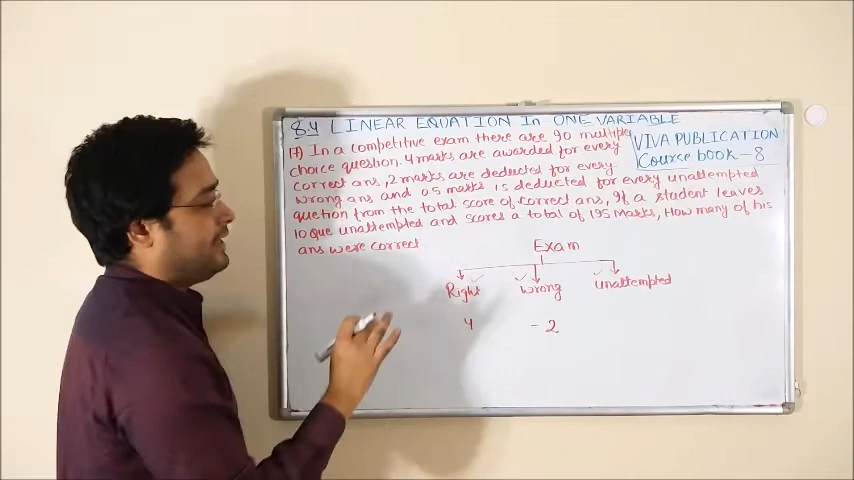 8.4 LINEAR EQUATION In ONE VARIABLE
17) In a competitive exam there are 90 multiple
choice question. 4 marks are awarded for every
correct ans, 2 marks are deducted for every
wrong ans and 0.5 marks is deducted for every unattempted
quetion from the total score of correct ans, If a student leaves
10 que unattempted and scores a total of 195 Marks, How many of his
ans were correct
VIVA PUBLICATION
Course book - 8
Exam
Right wrong unattempted
4 - 2